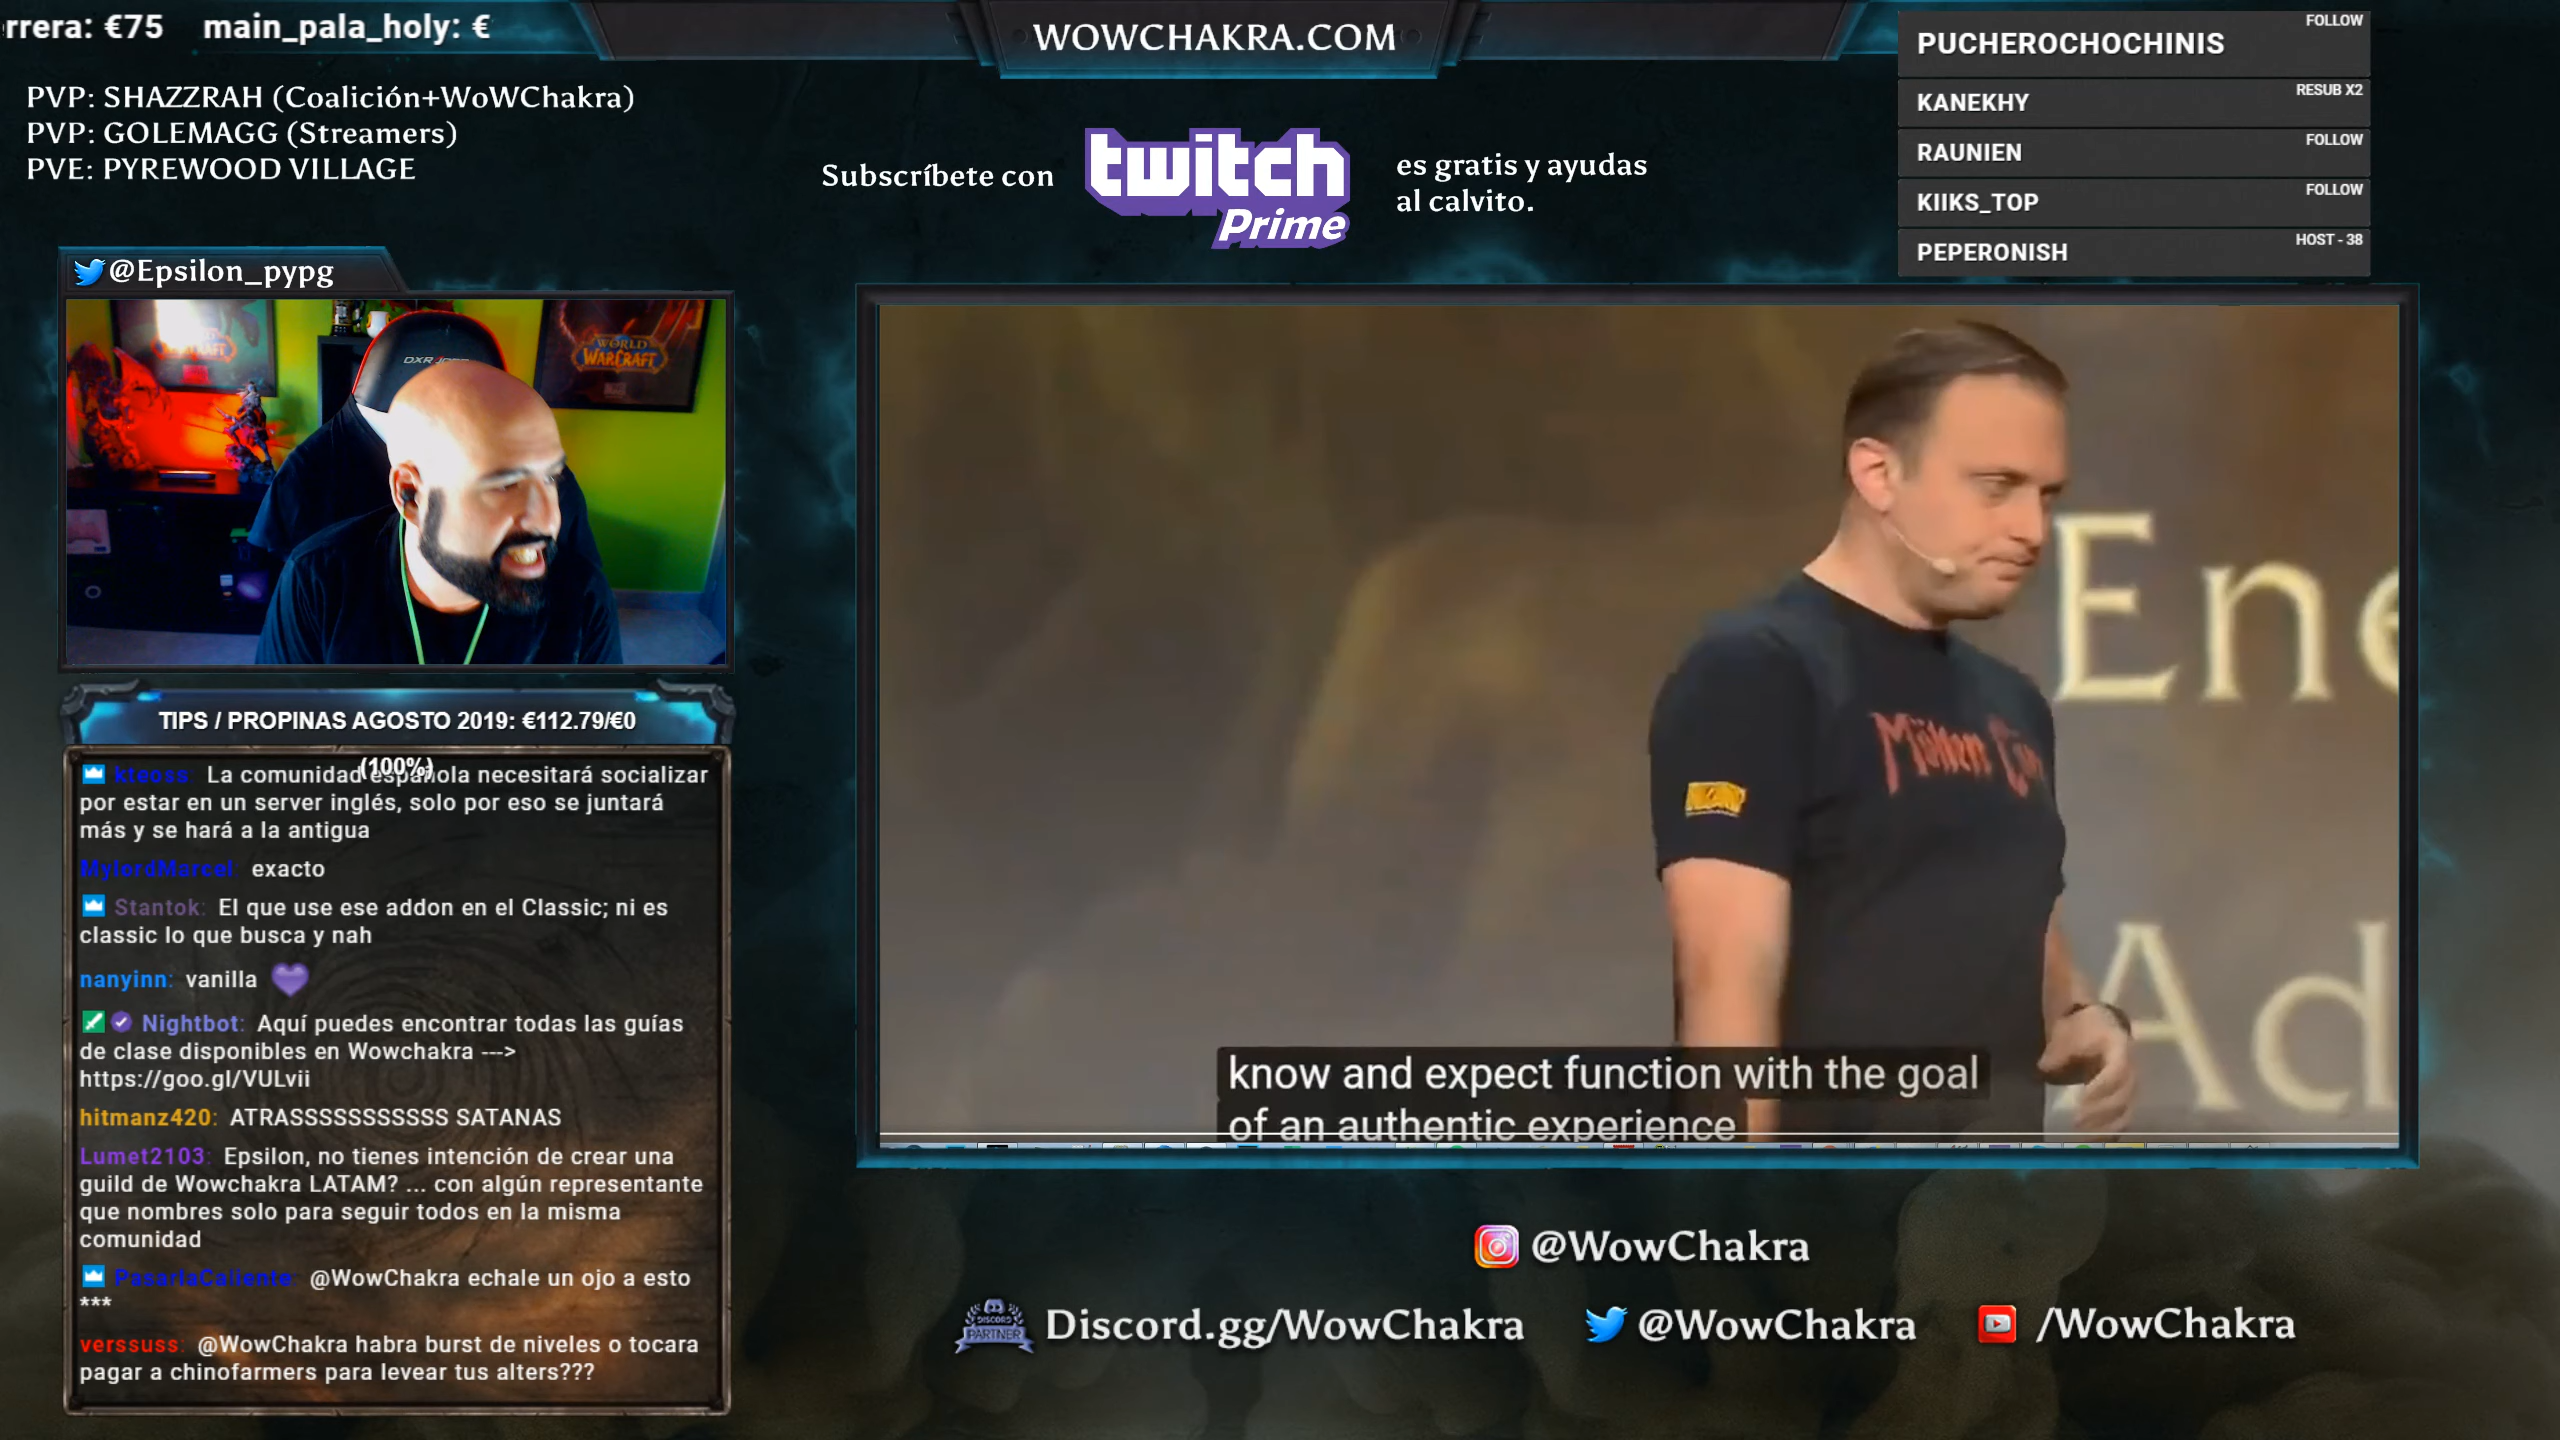 rrera: €75 main_pala_holy: €
WOWCHAKRA.COM
PUCHEROCHOCHINIS FOLLOW
KANEKHY RESUB X2
RAUNIEN FOLLOW
KIIKS_TOP FOLLOW
PEPERONISH HOST - 38
PVP: SHAZZRAH (Coalición+WoWChakra)
PVP: GOLEMAGG (Streamers)
PVE: PYREWOOD VILLAGE
Subscríbete con
twitch
Prime
es gratis y ayudas
al calvito.
@Epsilon_pypg
WORLD
WARCRAFT
TIPS / PROPINAS AGOSTO 2019: €112.79/€0
(100%)
kteoss: La comunidad española necesitará socializar
por estar en un server inglés, solo por eso se juntará
más y se hará a la antigua
MylordMarcel: exacto
Stantok: El que use ese addon en el Classic; ni es
classic lo que busca y nah
nanyinn: vanilla
Nightbot: Aquí puedes encontrar todas las guías
de clase disponibles en Wowchakra --->
https://goo.gl/VULvii
hitmanz420: ATRASSSSSSSSSSS SATANAS
Lumet2103: Epsilon, no tienes intención de crear una
guild de Wowchakra LATAM? ... con algún representante
que nombres solo para seguir todos en la misma
comunidad
PasarlaCaliente: @WowChakra echale un ojo a esto
***
verssuss: @WowChakra habra burst de niveles o tocara
pagar a chinofarmers para levear tus alters???
Ene
Ad
know and expect function with the goal
of an authentic experience
@WowChakra
DISCORD
PARTNER
Discord.gg/WowChakra @WowChakra /WowChakra